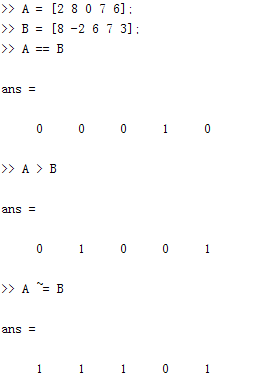 >> A = [2 8 0 7 6];
>> B = [8 -2 6 7 3];
>> A == B
ans =
0 0 0 1 0
>> A > B
ans =
0 1 0 0 1
>> A ~= B
ans =
1 1 1 0 1